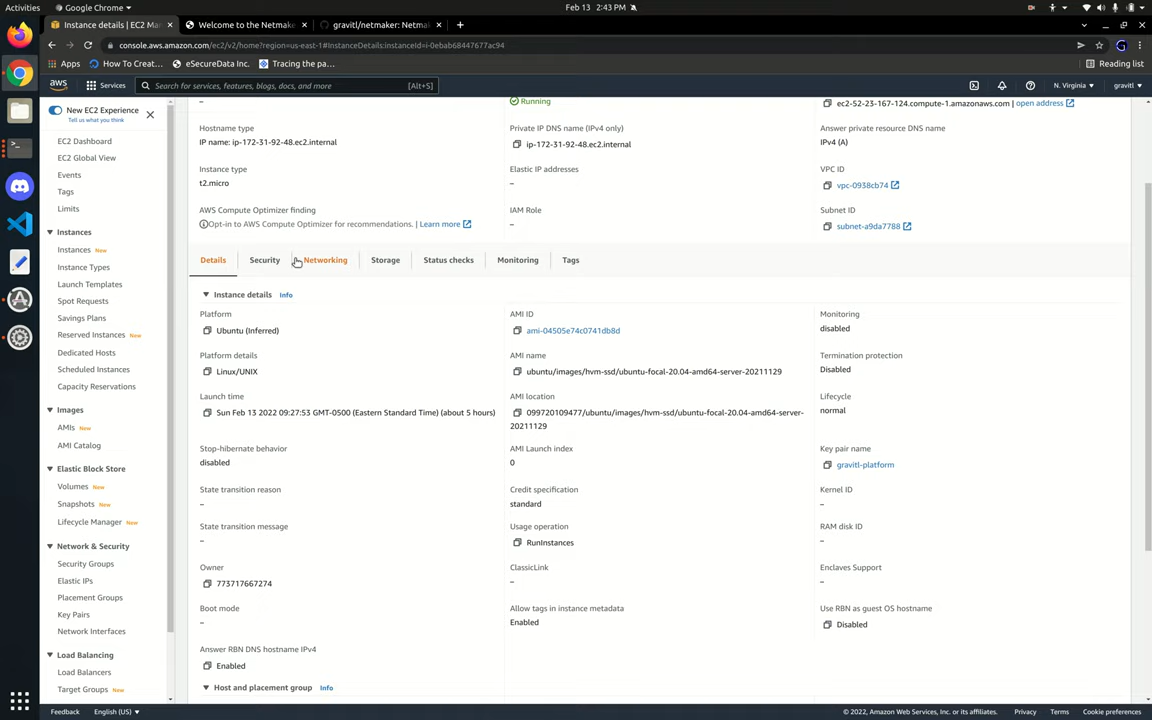 Activities Google Chrome Feb 13 2:43 PM
Instance details | EC2 Ma Welcome to the Netmake gravitl/netmaker: Netma
console.aws.amazon.com/ec2/v2/home?region=us-east-1#InstanceDetails:instanceId=i-0ebab68447677ac94
Apps How To Creat... eSecureData Inc. Tracing the pa... Reading list
aws Services Search for services, features, blogs, docs, and more [Alt+S] N. Virginia gravitl
New EC2 Experience
Tell us what you think
EC2 Dashboard
EC2 Global View
Events
Tags
Limits
Instances
Instances New
Instance Types
Launch Templates
Spot Requests
Savings Plans
Reserved Instances New
Dedicated Hosts
Scheduled Instances
Capacity Reservations
Images
AMIs New
AMI Catalog
Elastic Block Store
Volumes New
Snapshots New
Lifecycle Manager New
Network & Security
Security Groups
Elastic IPs
Placement Groups
Key Pairs
Network Interfaces
Load Balancing
Load Balancers
Target Groups New
– Running ec2-52-23-167-124.compute-1.amazonaws.com | open address
Hostname type Private IP DNS name (IPv4 only) Answer private resource DNS name
IP name: ip-172-31-92-48.ec2.internal ip-172-31-92-48.ec2.internal IPv4 (A)
Instance type Elastic IP addresses VPC ID
t2.micro – vpc-0938cb74
AWS Compute Optimizer finding IAM Role Subnet ID
Opt-in to AWS Compute Optimizer for recommendations. | Learn more – subnet-a9da7788
Details Security Networking Storage Status checks Monitoring Tags
Instance details Info
Platform AMI ID Monitoring
Ubuntu (Inferred) ami-04505e74c0741db8d disabled
Platform details AMI name Termination protection
Linux/UNIX ubuntu/images/hvm-ssd/ubuntu-focal-20.04-amd64-server-20211129 Disabled
Launch time AMI location Lifecycle
Sun Feb 13 2022 09:27:53 GMT-0500 (Eastern Standard Time) (about 5 hours) 099720109477/ubuntu/images/hvm-ssd/ubuntu-focal-20.04-amd64-server- normal
20211129
Stop-hibernate behavior AMI Launch index Key pair name
disabled 0 gravitl-platform
State transition reason Credit specification Kernel ID
– standard –
State transition message Usage operation RAM disk ID
– RunInstances –
Owner ClassicLink Enclaves Support
773717667274 – –
Boot mode Allow tags in instance metadata Use RBN as guest OS hostname
– Enabled Disabled
Answer RBN DNS hostname IPv4
Enabled
Host and placement group Info
Feedback English (US) © 2022, Amazon Web Services, Inc. or its affiliates. Privacy Terms Cookie preferences